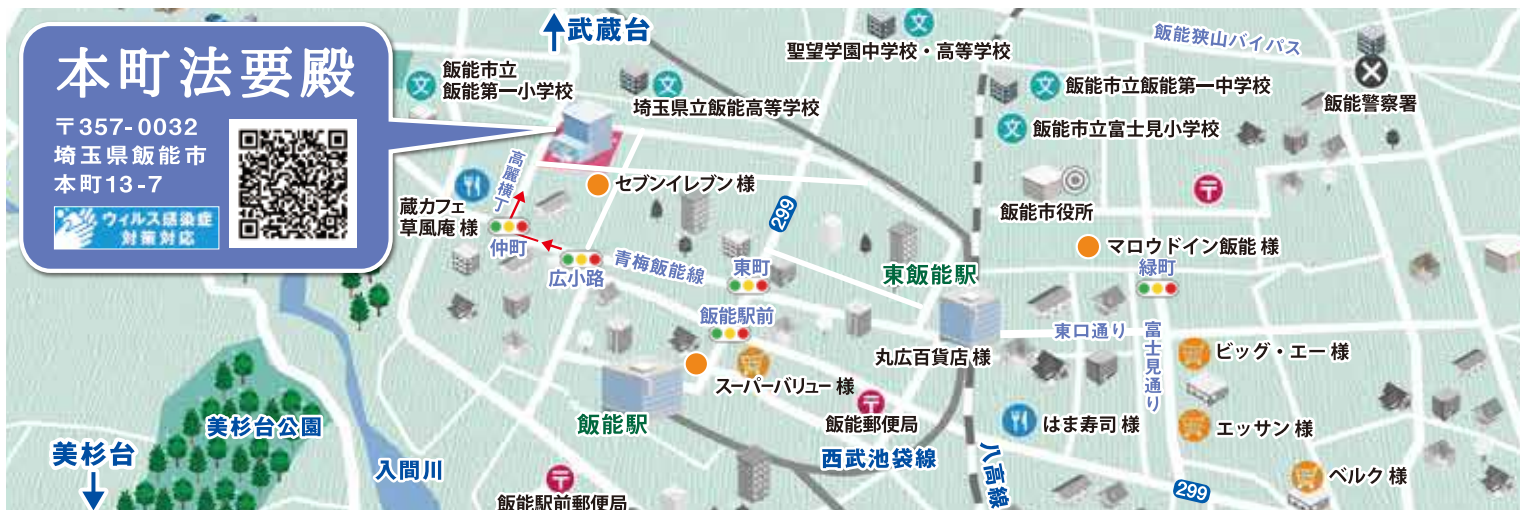 本町法要殿
〒357-0032
埼玉県飯能市
本町13-7
ウィルス感染症
対策対応
武蔵台
飯能市立
飯能第一小学校
埼玉県立飯能高等学校
聖望学園中学校・高等学校
飯能狭山バイパス
飯能市立飯能第一中学校
飯能警察署
飯能市立富士見小学校
高麗横丁
セブンイレブン 様
蔵カフェ
草風庵 様
299
飯能市役所
仲町
広小路
青梅飯能線
東町
東飯能駅
マロウドイン飯能 様
緑町
飯能駅前
東口通り
富士見通り
丸広百貨店 様
ビッグ・エー 様
スーパーバリュー 様
飯能駅
飯能郵便局
はま寿司 様
エッサン 様
美杉台公園
美杉台
入間川
西武池袋線
八高線
ベルク 様
299
飯能駅前郵便局